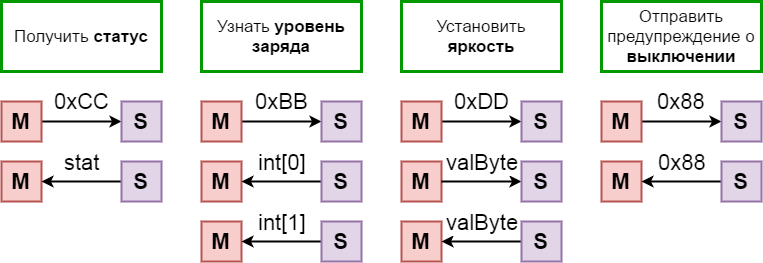 Получить статус
0xCC
M S
stat
M S
Узнать уровень
заряда
0xBB
M S
int[0]
M S
int[1]
M S
Установить
яркость
0xDD
M S
valByte
M S
valByte
M S
Отправить
предупреждение о
выключении
0x88
M S
0x88
M S